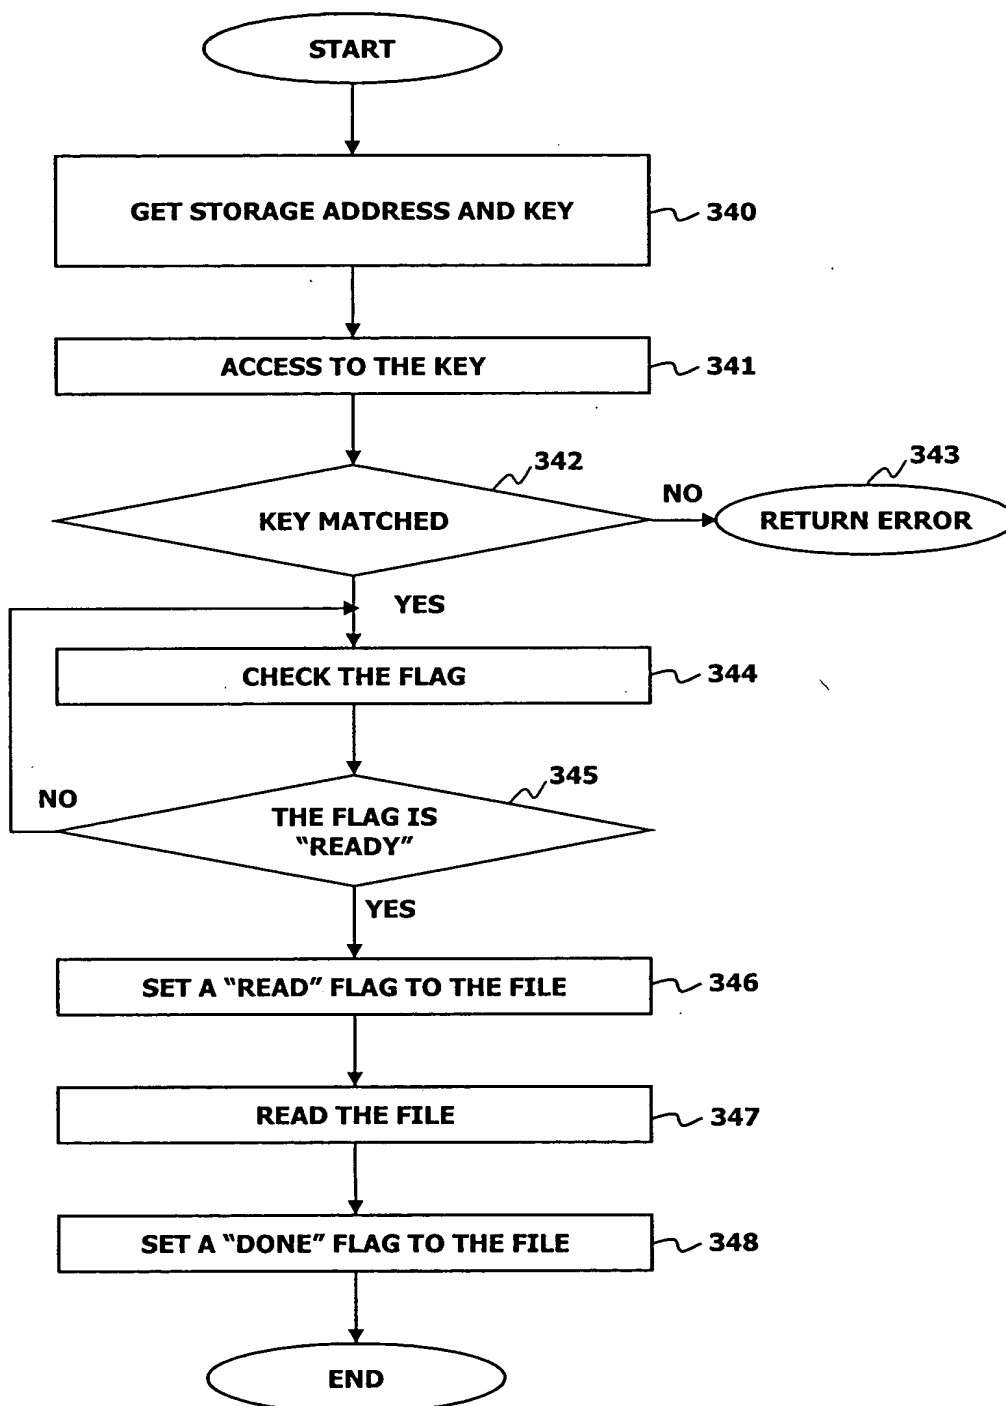 START
GET STORAGE ADDRESS AND KEY
340
ACCESS TO THE KEY
341
342
343
KEY MATCHED
NO
RETURN ERROR
YES
CHECK THE FLAG
344
345
NO
THE FLAG IS
“READY”
YES
SET A “READ” FLAG TO THE FILE
346
READ THE FILE
347
SET A “DONE” FLAG TO THE FILE
348
END